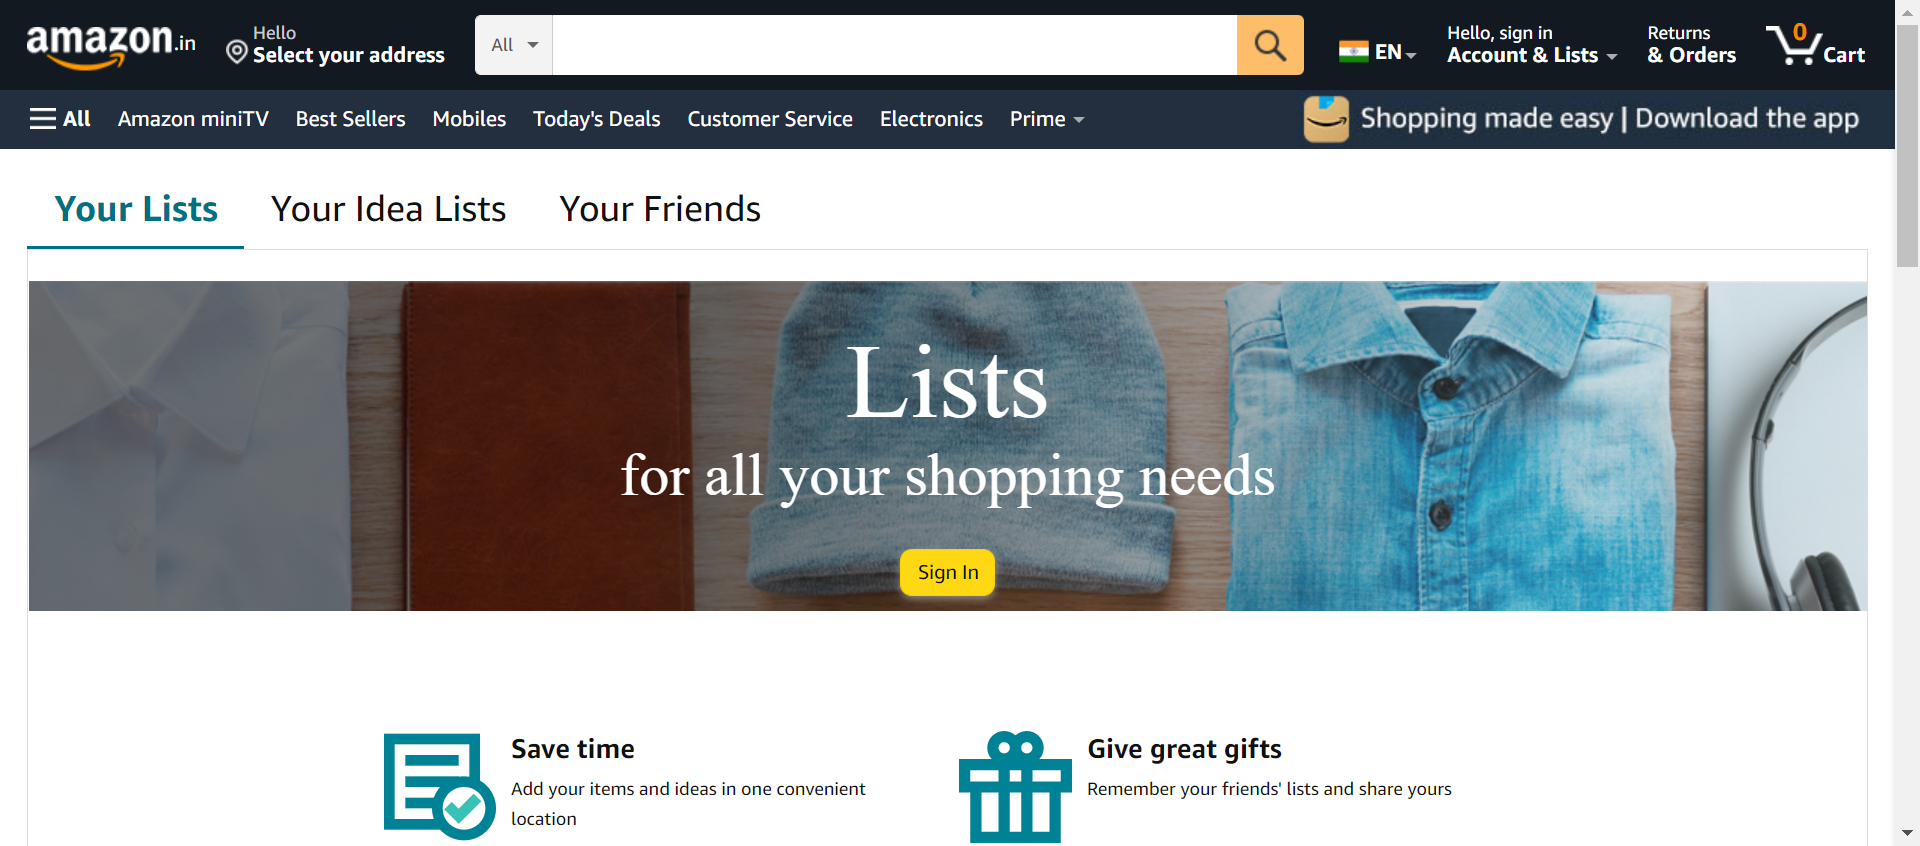 amazon.in
Hello
Select your address
All
EN
Hello, sign in
Account & Lists
Returns
& Orders
0
Cart
All
Amazon miniTV
Best Sellers
Mobiles
Today's Deals
Customer Service
Electronics
Prime
Shopping made easy | Download the app
Your Lists
Your Idea Lists
Your Friends
Lists
for all your shopping needs
Sign In
Save time
Add your items and ideas in one convenient
location
Give great gifts
Remember your friends' lists and share yours